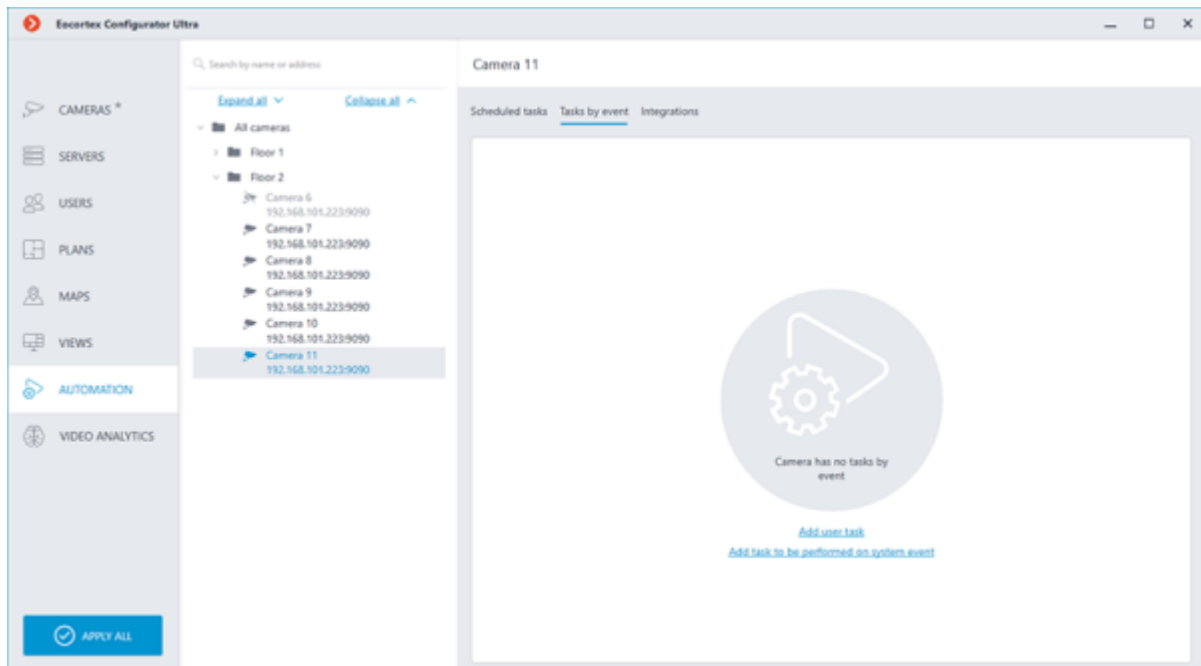 Eocortex Configurator Ultra
Search by name or address
Camera 11
Expand all
Collapse all
Scheduled tasks Tasks by event Integrations
CAMERAS *
SERVERS
USERS
PLANS
MAPS
VIEWS
AUTOMATION
VIDEO ANALYTICS
All cameras
Floor 1
Floor 2
Camera 6
192.168.101.223:9090
Camera 7
192.168.101.223:9090
Camera 8
192.168.101.223:9090
Camera 9
192.168.101.223:9090
Camera 10
192.168.101.223:9090
Camera 11
192.168.101.223:9090
Camera has no tasks by
event
Add user task
Add task to be performed on system event
APPLY ALL